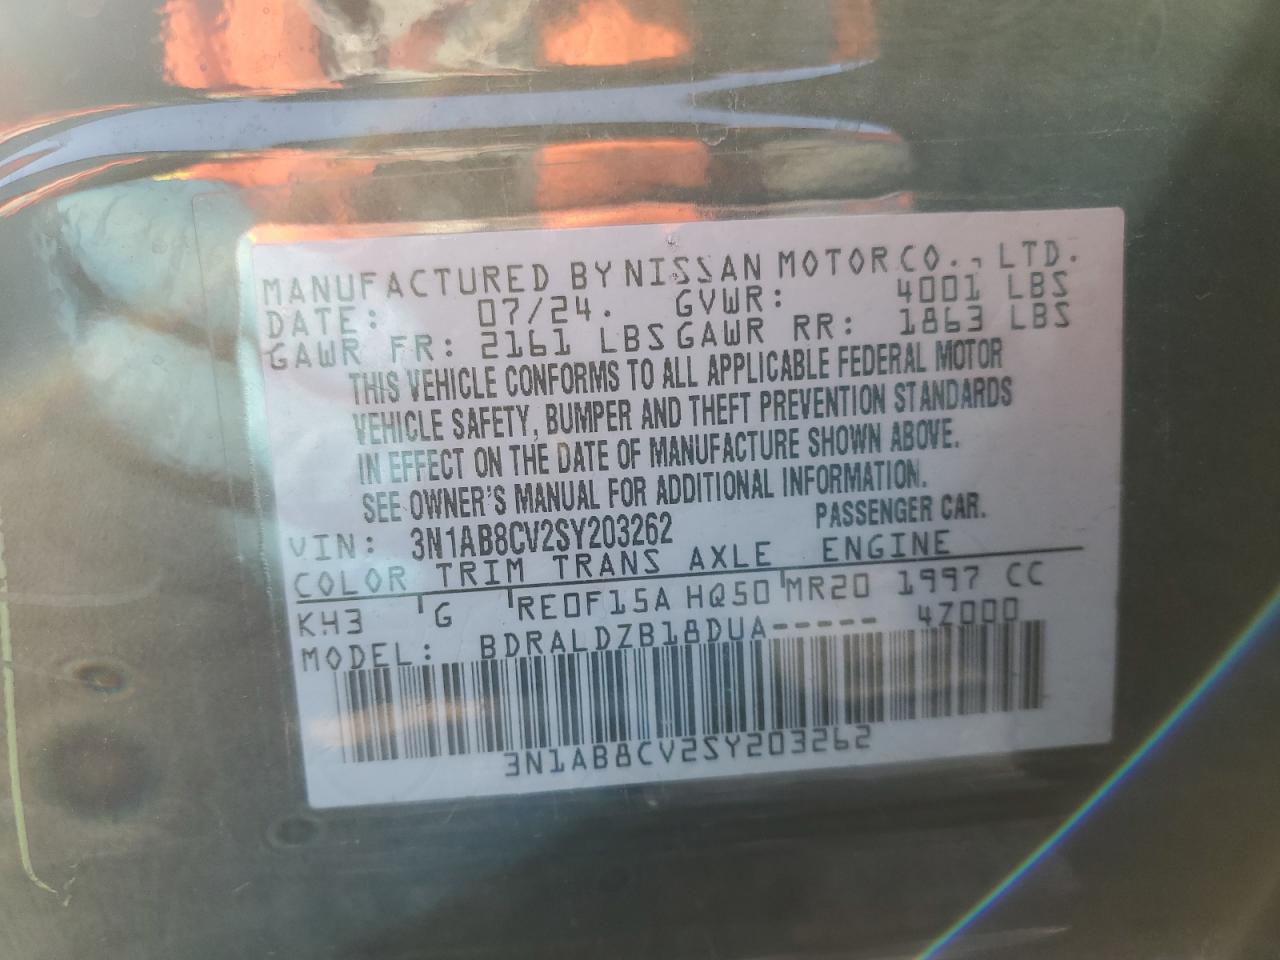 MANUFACTURED BY NISSAN MOTOR CO., LTD.
DATE: 07/24. GVWR: 4001 LBS
GAWR FR: 2161 LBS GAWR RR: 1863 LBS
THIS VEHICLE CONFORMS TO ALL APPLICABLE FEDERAL MOTOR
VEHICLE SAFETY, BUMPER AND THEFT PREVENTION STANDARDS
IN EFFECT ON THE DATE OF MANUFACTURE SHOWN ABOVE.
SEE OWNER'S MANUAL FOR ADDITIONAL INFORMATION.
VIN: 3N1AB8CV2SY203262 PASSENGER CAR.
COLOR TRIM TRANS AXLE ENGINE
KH3 G RE0F15A HQ50 MR20 1997 CC
MODEL: BDRALDZB18DUA----- 4Z000
3N1AB8CV2SY203262